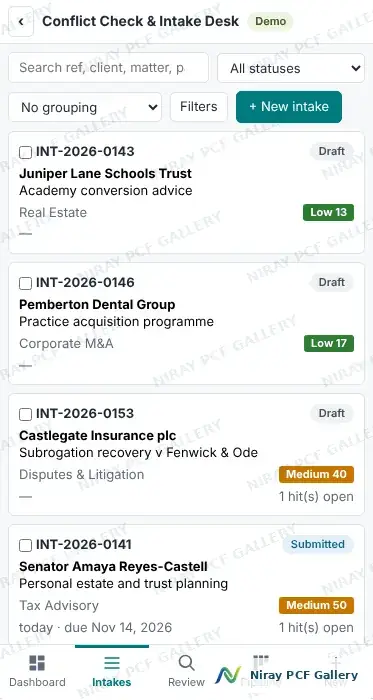 Conflict Check & Intake Desk Demo
Search ref, client, matter, p
All statuses
No grouping
Filters
+ New intake
INT-2026-0143 Draft
Juniper Lane Schools Trust
Academy conversion advice
Real Estate Low 13
—
INT-2026-0146 Draft
Pemberton Dental Group
Practice acquisition programme
Corporate M&A Low 17
—
INT-2026-0153 Draft
Castlegate Insurance plc
Subrogation recovery v Fenwick & Ode
Disputes & Litigation Medium 40
— 1 hit(s) open
INT-2026-0141 Submitted
Senator Amaya Reyes-Castell
Personal estate and trust planning
Tax Advisory Medium 50
today · due Nov 14, 2026 1 hit(s) open
Dashboard Intakes Review
Niray PCF Gallery
NIRAY PCF GALLERY